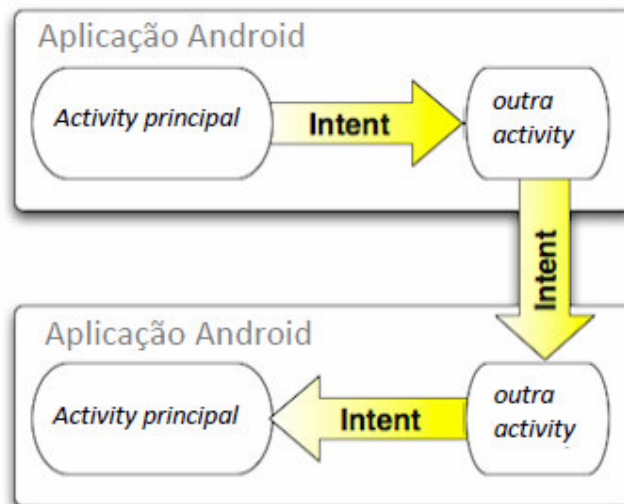 Aplicação Android
Activity principal
Intent
outra
activity
Intent
Aplicação Android
Activity principal
Intent
outra
activity